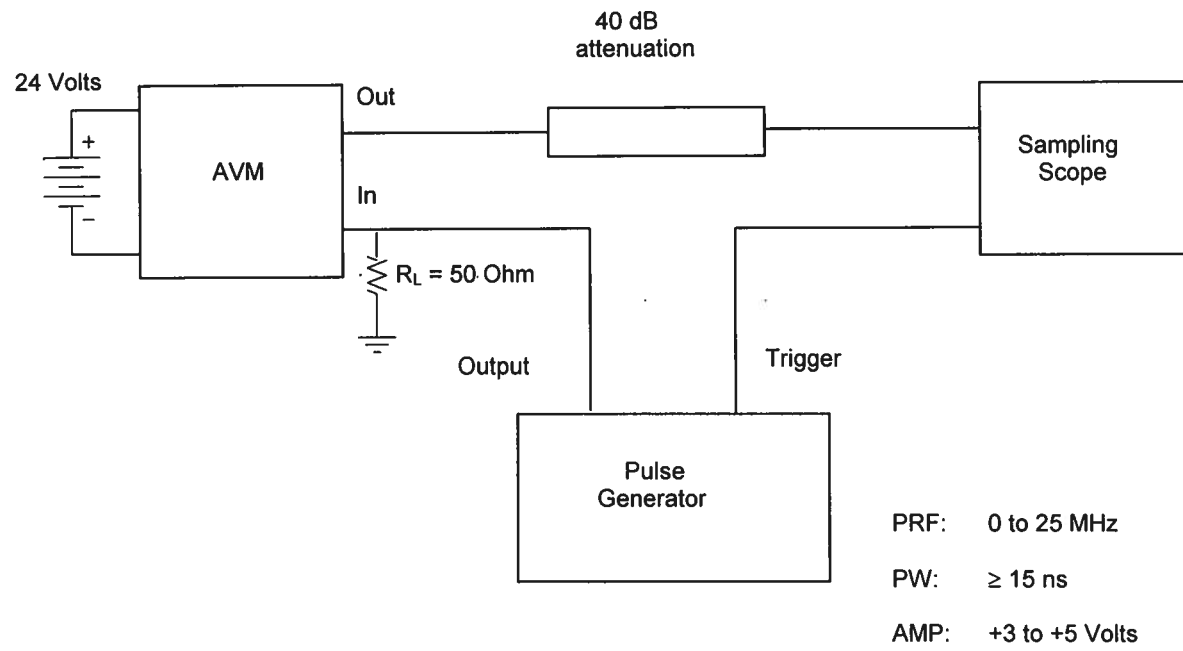 40 dB
attenuation
24 Volts
Out
+
AVM
Sampling
Scope
In
−
R_L = 50 Ohm
Output
Trigger
Pulse
Generator
PRF: 0 to 25 MHz
PW: ≥ 15 ns
AMP: +3 to +5 Volts